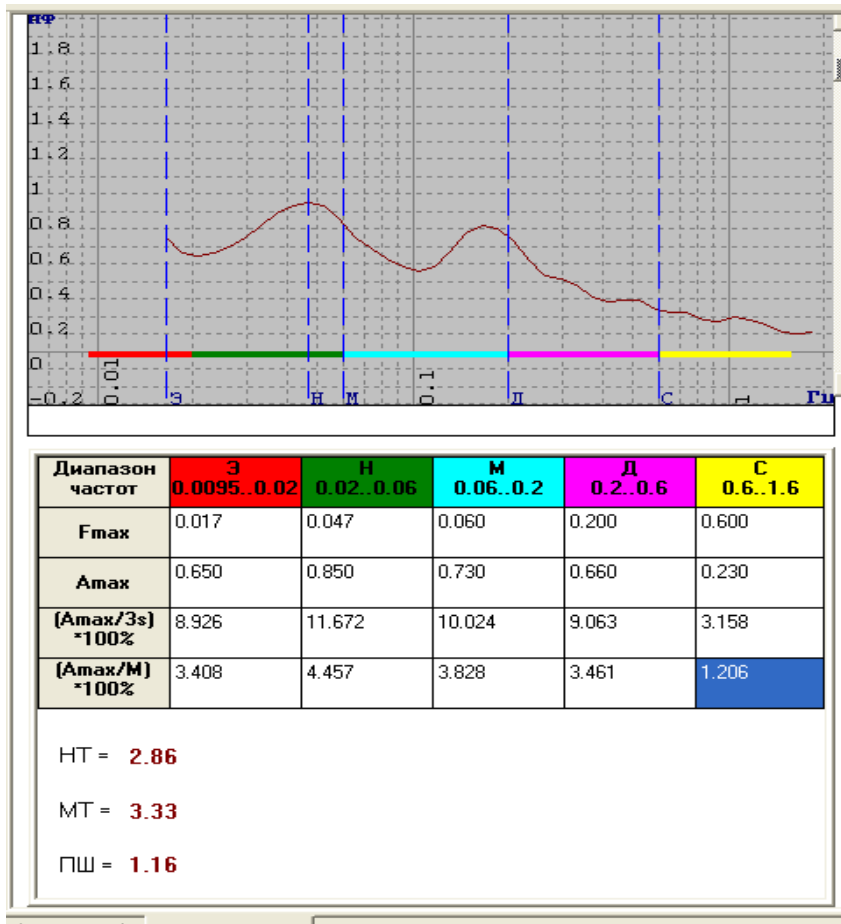 пф
1.8
1.6
1.4
1.2
1
0.8
0.6
0.4
0.2
0
-0.2
0.01
Э
Н
М
0.1
Д
С
1
Гц
Диапазон частот
Э 0.0095..0.02
Н 0.02..0.06
М 0.06..0.2
Д 0.2..0.6
С 0.6..1.6
Fmax 0.017 0.047 0.060 0.200 0.600
Amax 0.650 0.850 0.730 0.660 0.230
(Amax/3s) *100% 8.926 11.672 10.024 9.063 3.158
(Amax/M) *100% 3.408 4.457 3.828 3.461 1.206
НТ = 2.86
МТ = 3.33
ПШ = 1.16